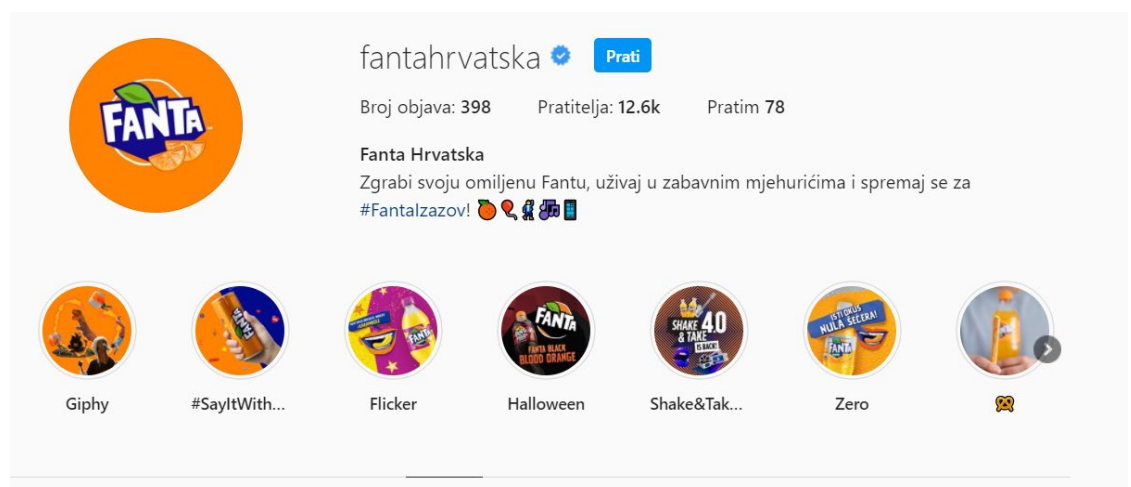 fantahrvatska Prati
Broj objava: 398 Pratitelja: 12.6k Pratim 78
FANTA
Fanta Hrvatska
Zgrabi svoju omiljenu Fantu, uživaj u zabavnim mjehurićima i spremaj se za
#FantaIzazov!
FANTA
FANTA
FANTA
FANTA BLACK
BLOOD ORANGE
SHAKE 4.0
& TAKE
IS BACK!
ISTI OKUS
NULA ŠEĆERA!
FANTA
Giphy #SayItWith... Flicker Halloween Shake&Tak... Zero